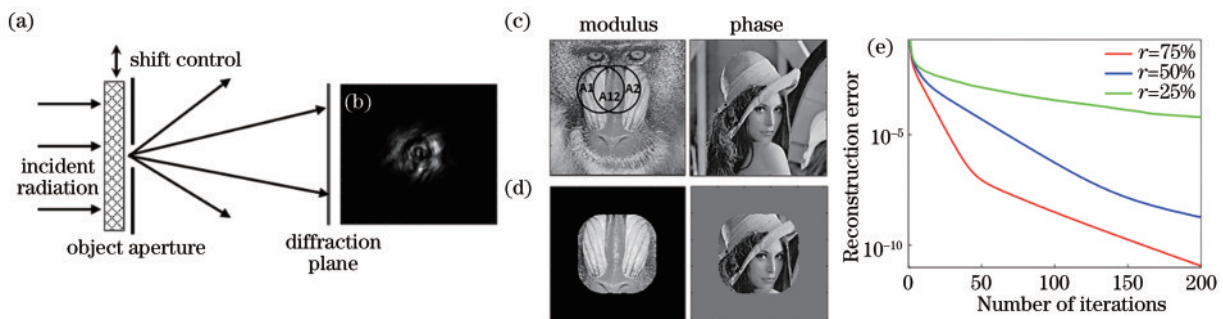 (a)
shift control
incident
radiation
object aperture
diffraction
plane
(b)
(c)
modulus
phase
A1
A12
A2
(d)
(e)
r=75%
r=50%
r=25%
Reconstruction error
10⁻⁵
10⁻¹⁰
0
50
100
150
200
Number of iterations